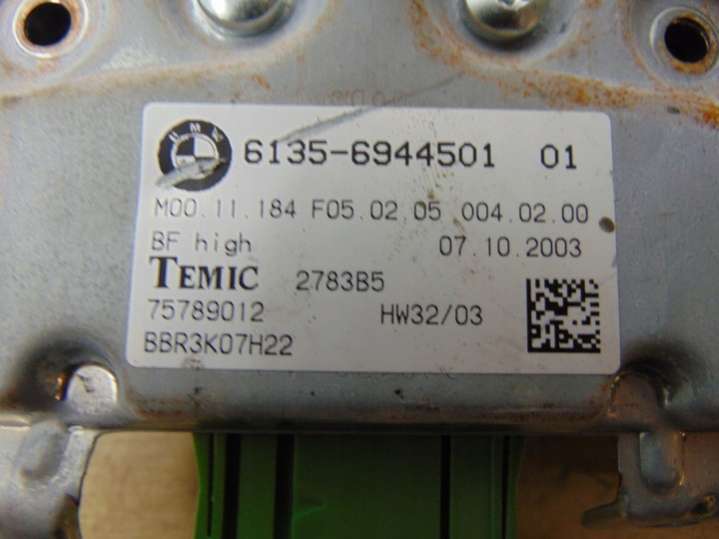 BMW
6135-6944501 01
M00.11.184 F05.02.05 004.02.00
BF high 07.10.2003
TEMIC 2783B5
75789012 HW32/03
BBR3K07H22